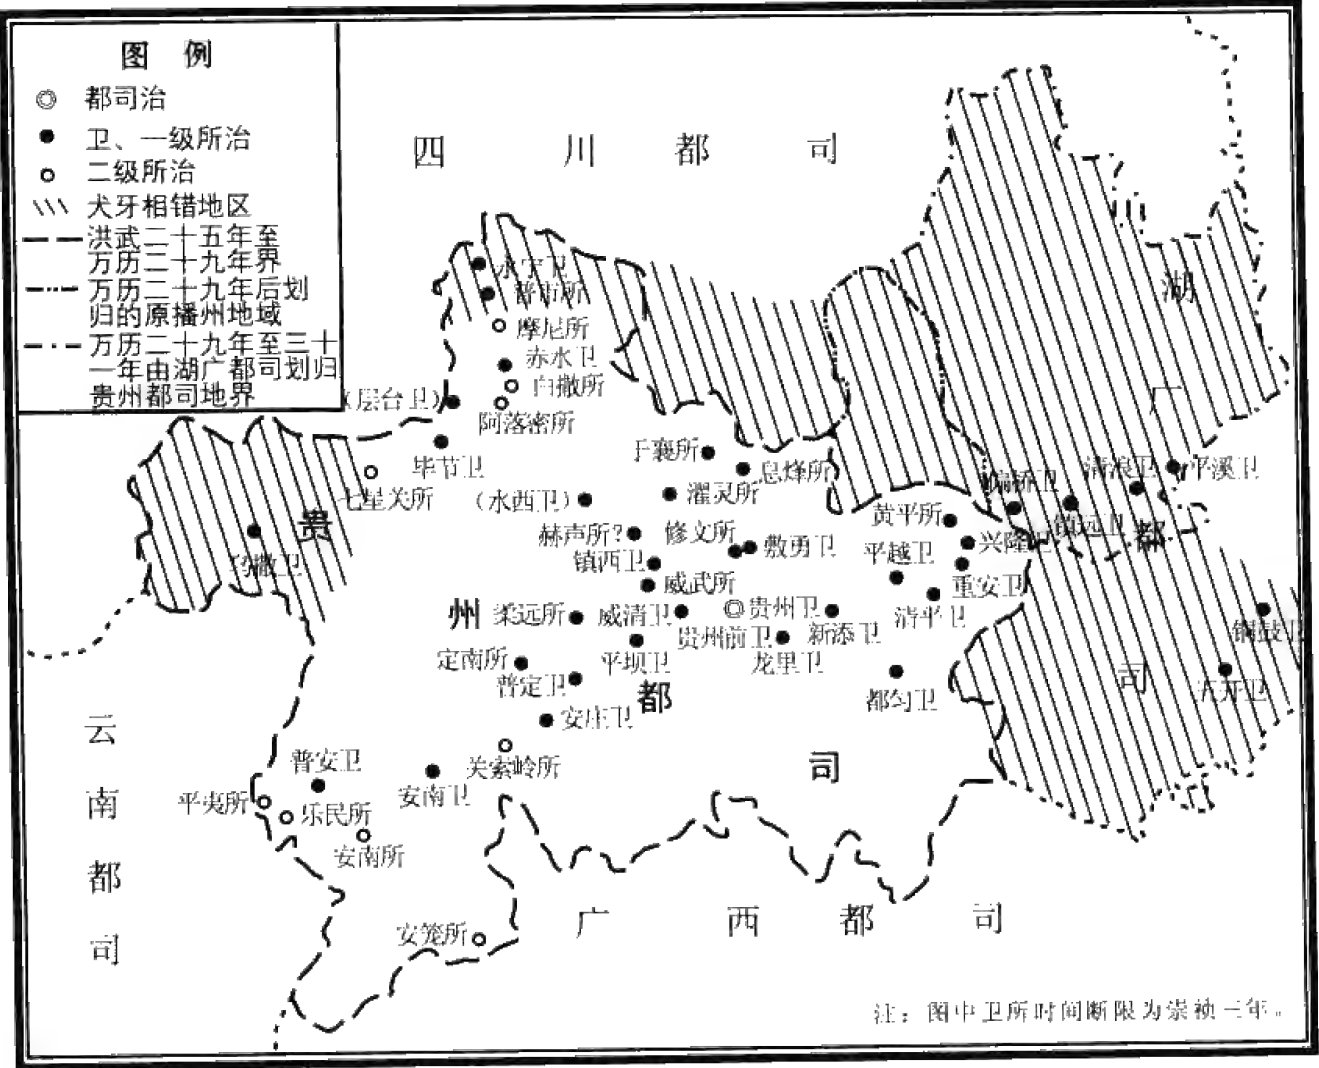 图 例
都司治
卫、一级所治
二级所治
犬牙相错地区
洪武二十五年至
万历二十九年界
万历二十九年后划
归的原播州地域
万历二十九年至三十
一年由湖广都司划归
贵州都司地界
四 川 都 司
永宁卫
普市所
摩尼所
赤水卫
白撒所
(层台卫)
阿落密所
毕节卫
七星关所
(水西卫)
于襄所
息烽所
濯灵所
赫声所?
修文所
敷勇卫
镇西卫
威武所
黄平所
平越卫
兴隆卫
重安卫
清平卫
偏桥卫
镇远卫
清浪卫
平溪卫
铜鼓卫
五开卫
湖 广 都 司
贵 州 都 司
柔远所
威清卫
贵州卫
贵州前卫
新添卫
龙里卫
定南所
普定卫
平坝卫
安庄卫
都匀卫
关索岭所
普安卫
安南卫
平夷所
乐民所
安南所
安笼所
云南都司
广 西 都 司
注：图中卫所时间断限为崇祯三年。